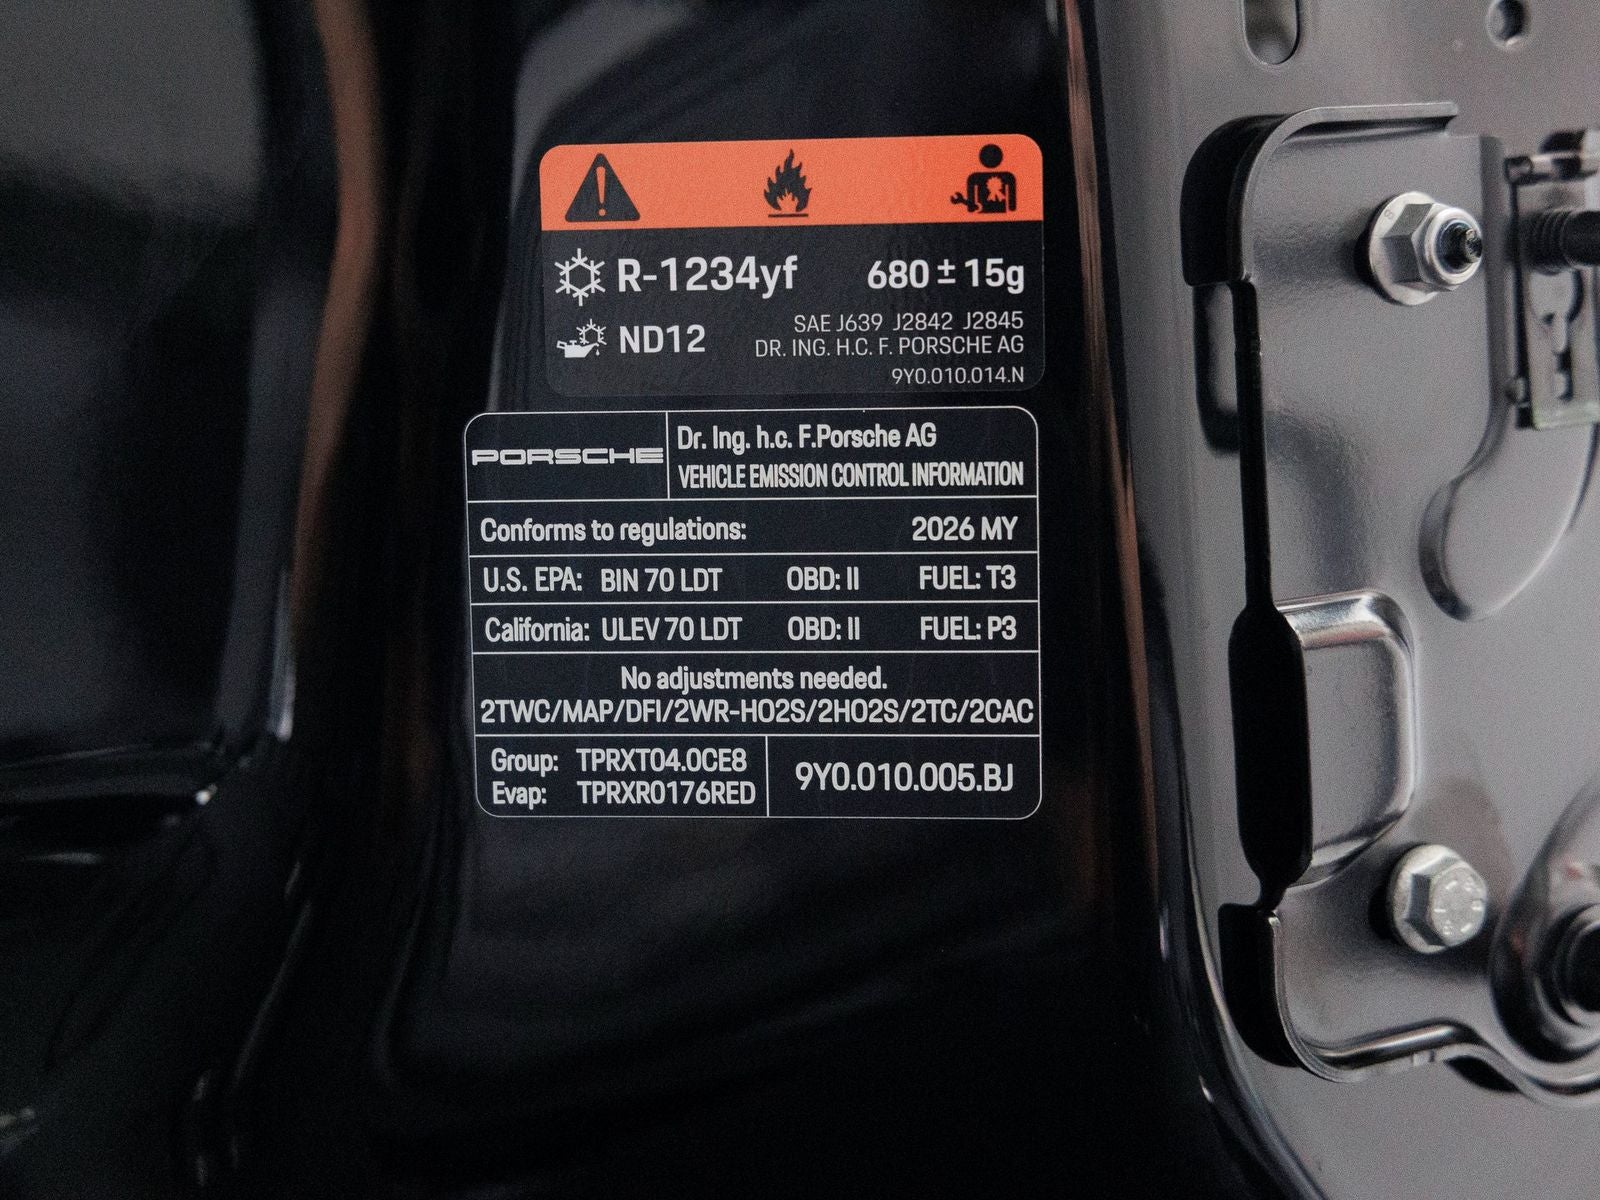 R-1234yf 680 ± 15g
ND12 SAE J639 J2842 J2845
DR. ING. H.C. F. PORSCHE AG
9Y0.010.014.N
PORSCHE
Dr. Ing. h.c. F.Porsche AG
VEHICLE EMISSION CONTROL INFORMATION
Conforms to regulations: 2026 MY
U.S. EPA: BIN 70 LDT OBD: II FUEL: T3
California: ULEV 70 LDT OBD: II FUEL: P3
No adjustments needed.
2TWC/MAP/DFI/2WR-HO2S/2HO2S/2TC/2CAC
Group: TPRXT04.0CE8
Evap: TPRXR0176RED
9Y0.010.005.BJ